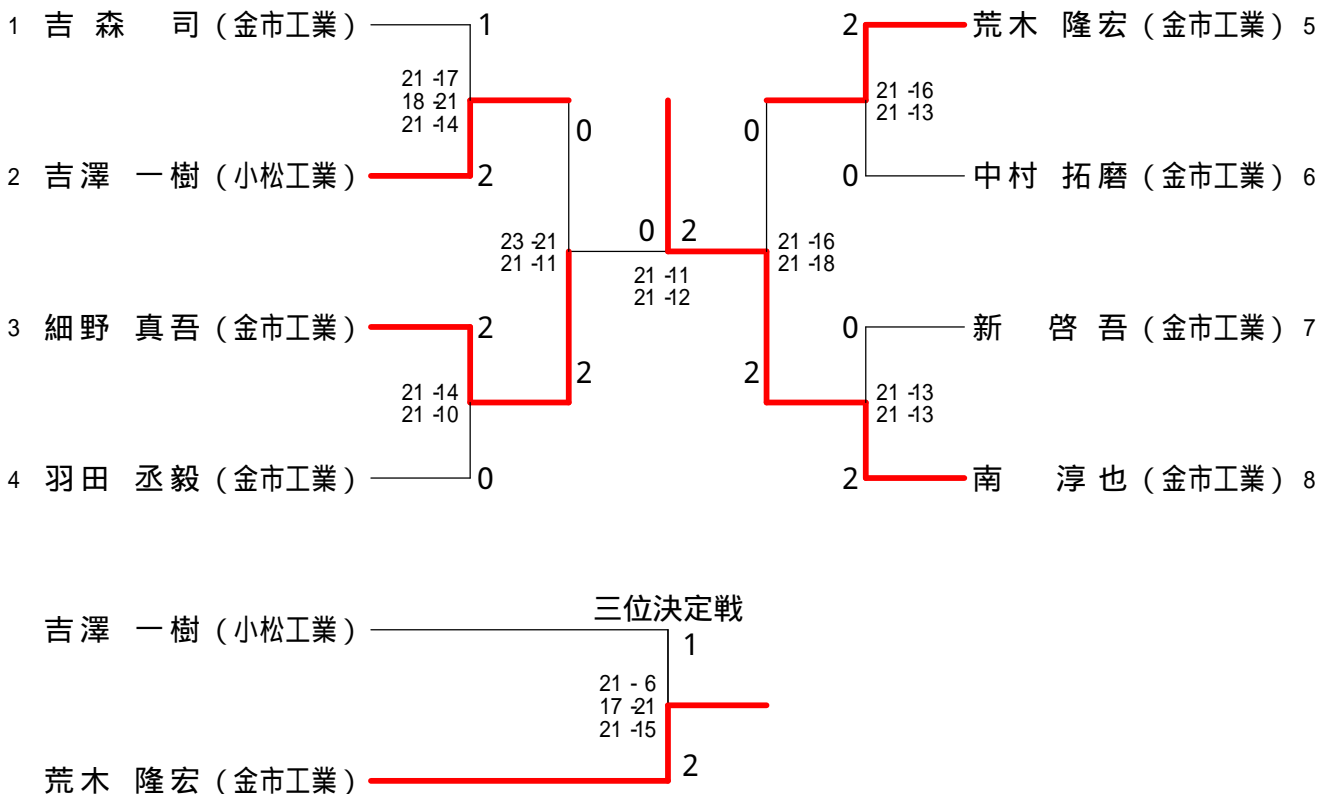 1 吉森 司(金市工業) 1
2 荒木 隆宏(金市工業) 5
21 -17
18 -21
21 -14
21 -16
21 -13
0
0
2 吉澤 一樹(小松工業) 2
0 中村 拓磨(金市工業) 6
23 -21
21 -11
0 2
21 -11
21 -12
21 -16
21 -18
3 細野 真吾(金市工業) 2
0 新 啓吾(金市工業) 7
2
2
21 -14
21 -10
21 -13
21 -13
4 羽田 丞毅(金市工業) 0
2 南 淳也(金市工業) 8
三位決定戦
吉澤 一樹(小松工業) 1
21 - 6
17 -21
21 -15
荒木 隆宏(金市工業) 2